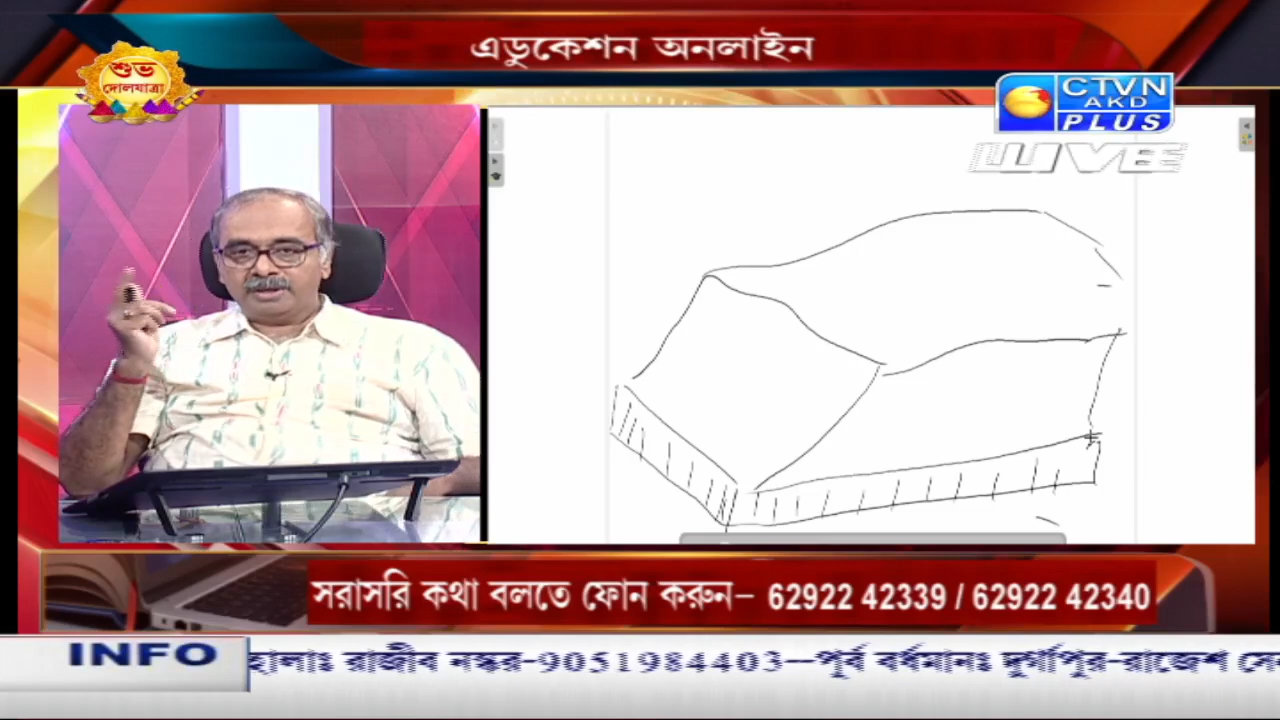 এডুকেশন অনলাইন
শুভ
দোলযাত্রা
CTVN
AKD
PLUS
LIVE
সরাসরি কথা বলতে ফোন করুন- 62922 42339 / 62922 42340
INFO
রাজীব নস্কর-9051984403--পূর্ব বর্ধমানঃ দুর্গাপুর-রাজেশ